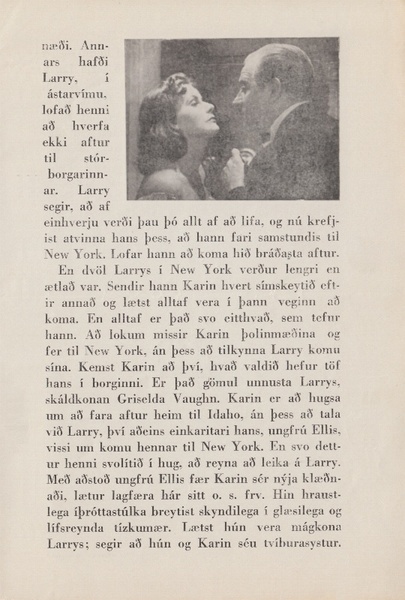 næði. Ann-
ars hafði
Larry, í
ástarvímu,
lofað henni
að hverfa
ekki aftur
til stór-
borgarinn-
ar. Larry
segir, að af
einhverju verði þau þó allt af að lifa, og nú krefj-
ist atvinna hans þess, að hann fari samstundis til
New York. Lofar hann að koma hið bráðasta aftur.
En dvöl Larrys í New York verður lengri en
ætlað var. Sendir hann Karin hvert símskeytið eft-
ir annað og lætst alltaf vera í þann veginn að
koma. En alltaf er það svo eitthvað, sem tefur
hann. Að lokum missir Karin þolinmæðina og
fer til New York, án þess að tilkynna Larry komu
sína. Kemst Karin að því, hvað valdið hefur töf
hans í borginni. Er það gömul unnusta Larrys,
skáldkonan Griselda Vaughn. Karin er að hugsa
um að fara aftur heim til Idaho, án þess að tala
við Larry, því aðeins einkaritari hans, ungfrú Ellis,
vissi um komu hennar til New York. En svo dett-
ur henni svolítið í hug, að reyna að leika á Larry.
Með aðstoð ungfrú Ellis fær Karin sér nýja klæðn-
aði, lætur lagfæra hár sitt o. s. frv. Hin hraust-
lega íþróttastúlka breytist skyndilega í glæsilega og
lífsreynda tízkumær. Lætst hún vera mágkona
Larrys; segir að hún og Karin séu tvíburasystur.